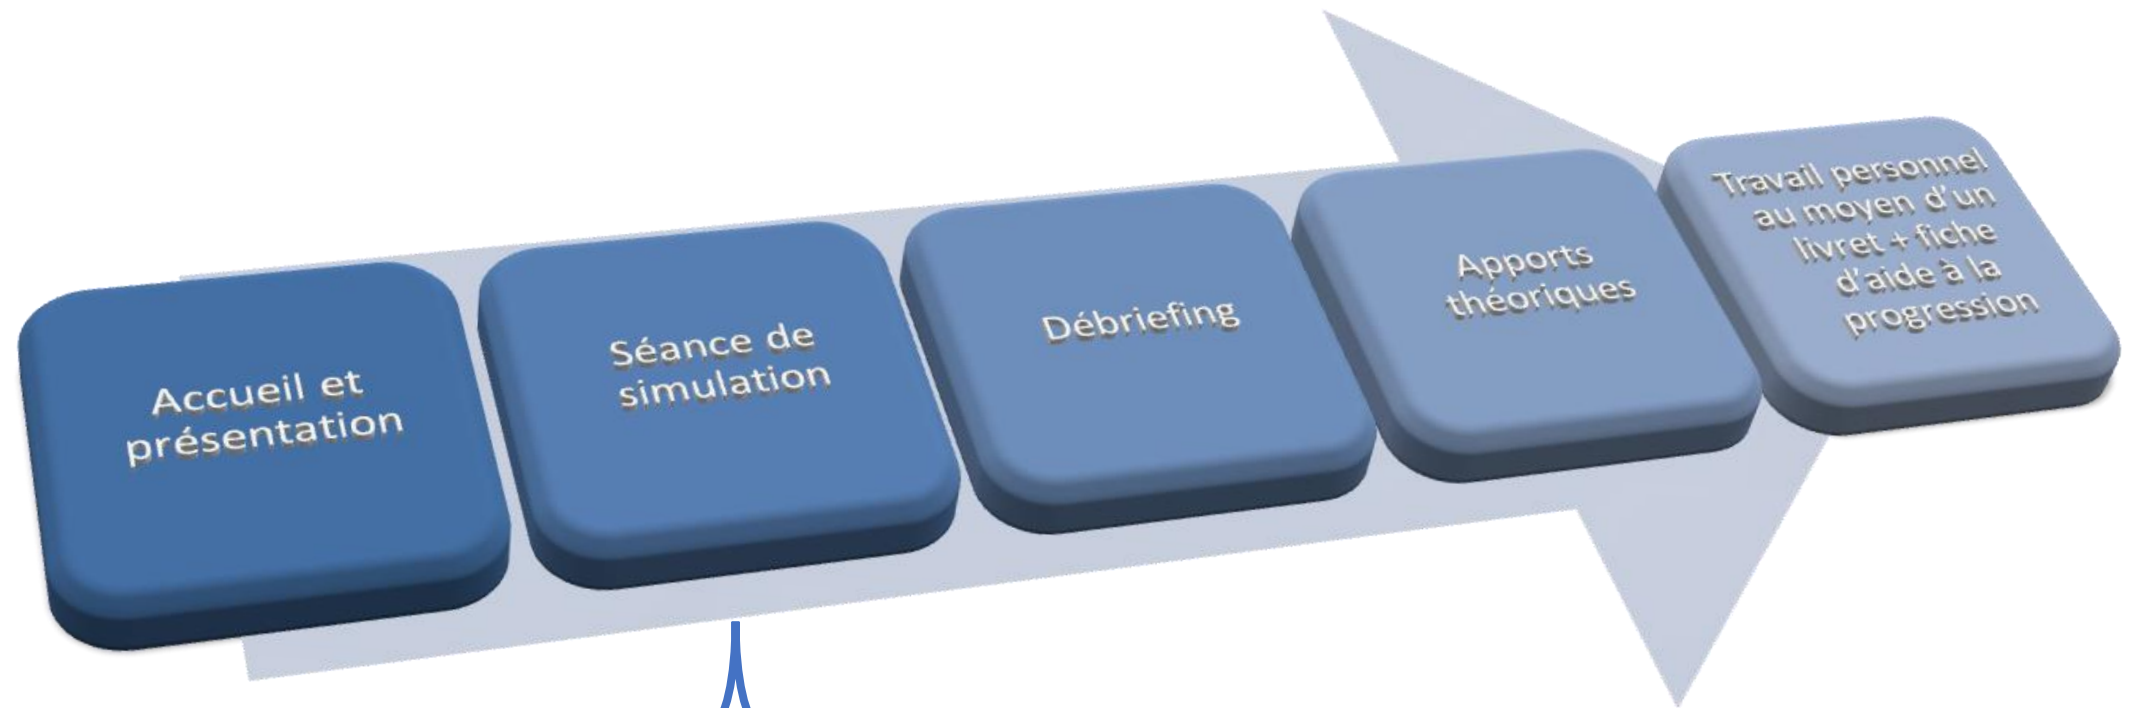 Accueil et
présentation
Séance de
simulation
Débriefing
Apports
théoriques
Travail personnel
au moyen d'un
livret + fiche
d'aide à la
progression